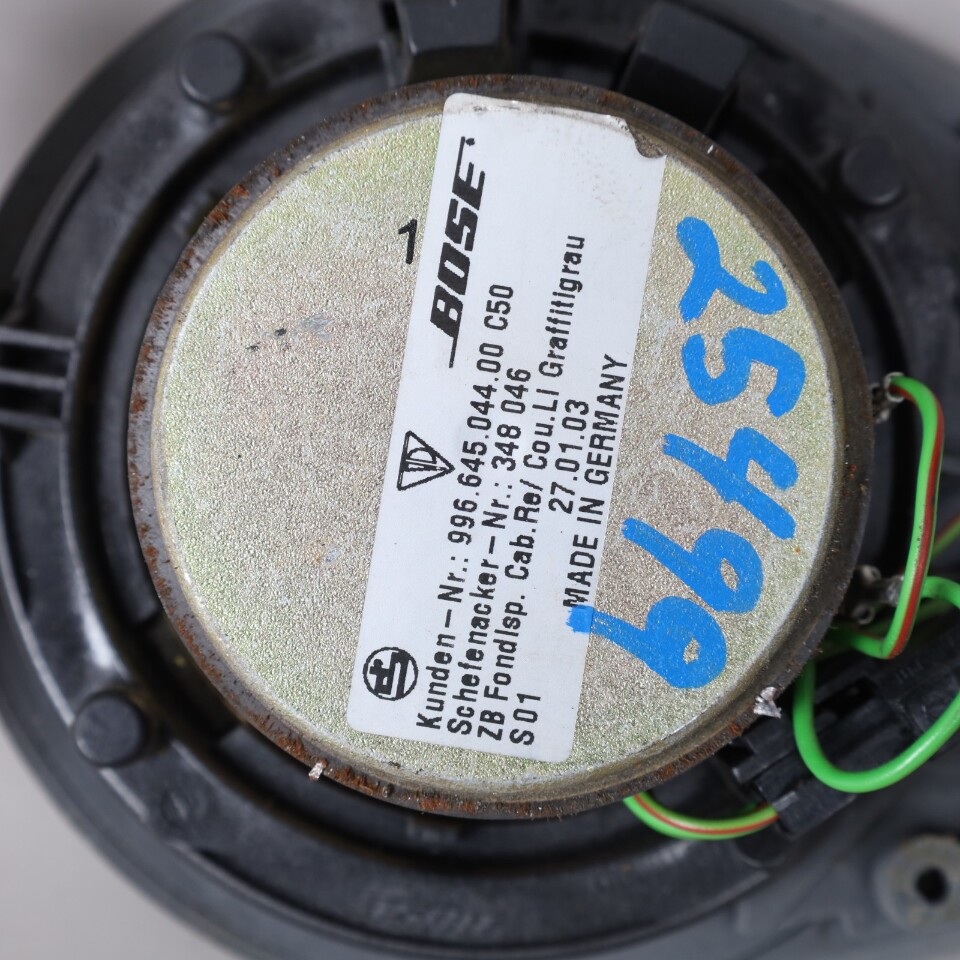 BOSE
Kunden-Nr.: 996.645.044.00 C50
Schefenacker-Nr.: 348 046
ZB Fondlsp. Cab.Re/ Cou.LI Graffitigrau
S01 27.01.03
MADE IN GERMANY
1
25499